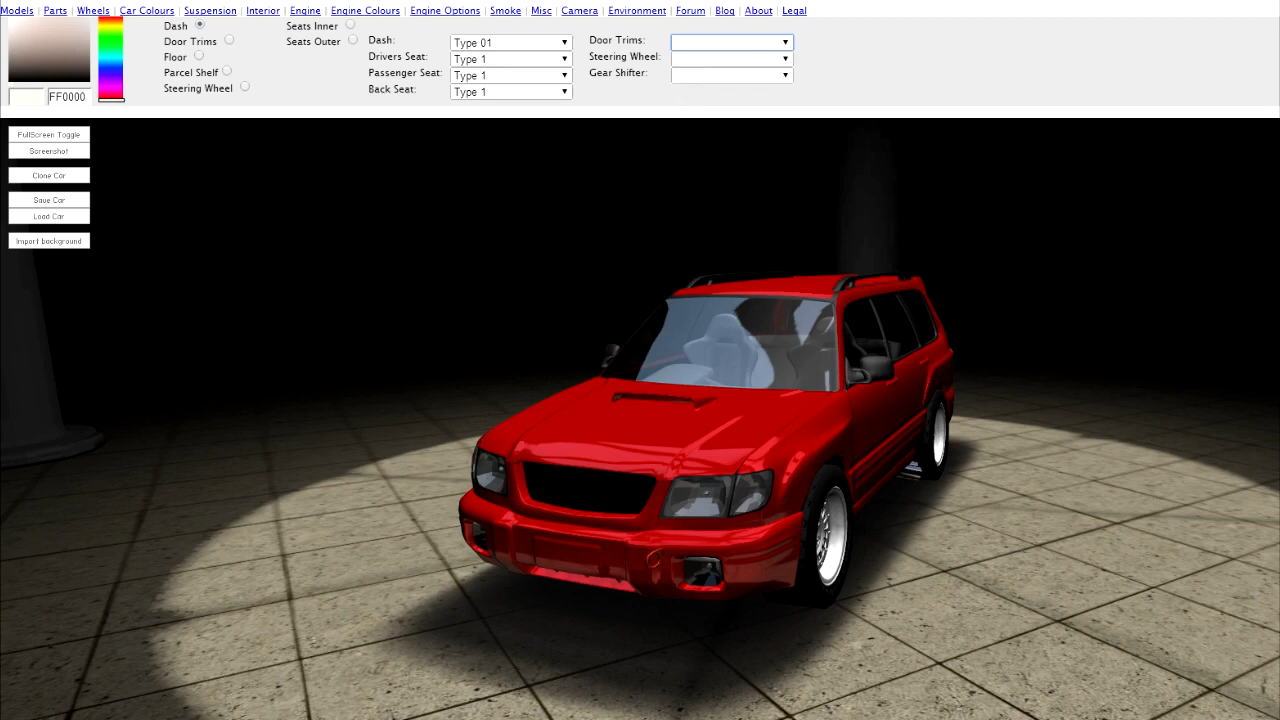 Models | Parts | Wheels | Car Colours | Suspension | Interior | Engine | Engine Colours | Engine Options | Smoke | Misc | Camera | Environment | Forum | Blog | About | Legal
FF0000
Dash
Door Trims
Floor
Parcel Shelf
Steering Wheel
Seats Inner
Seats Outer
Dash: Type 01
Drivers Seat: Type 1
Passenger Seat: Type 1
Back Seat: Type 1
Door Trims:
Steering Wheel:
Gear Shifter:
FullScreen Toggle
Screenshot
Clone Car
Save Car
Load Car
Import background